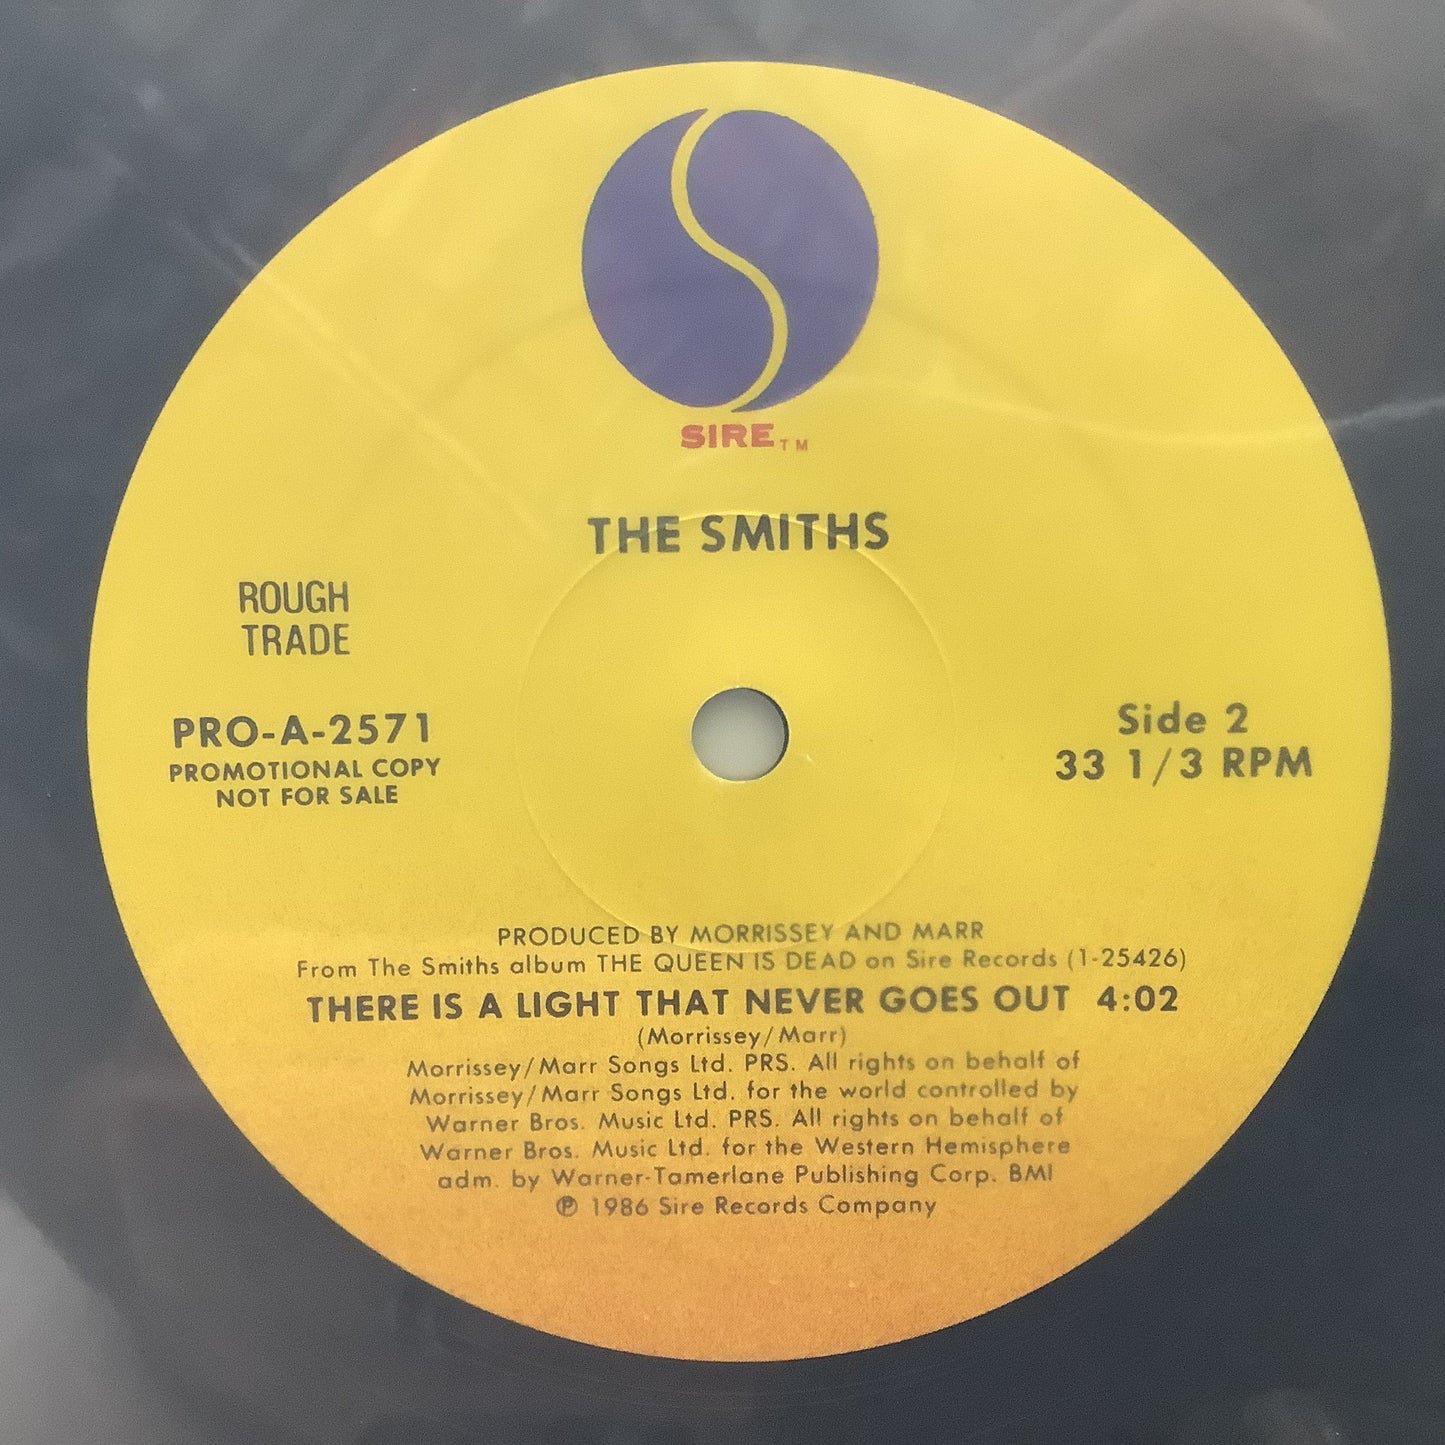 SIRE TM
THE SMITHS
ROUGH
TRADE
PRO-A-2571
PROMOTIONAL COPY
NOT FOR SALE
Side 2
33 1/3 RPM
PRODUCED BY MORRISSEY AND MARR
From The Smiths album THE QUEEN IS DEAD on Sire Records (1-25426)
THERE IS A LIGHT THAT NEVER GOES OUT 4:02
(Morrissey/Marr)
Morrissey/Marr Songs Ltd. PRS. All rights on behalf of
Morrissey/Marr Songs Ltd. for the world controlled by
Warner Bros. Music Ltd. PRS. All rights on behalf of
Warner Bros. Music Ltd. for the Western Hemisphere
adm. by Warner-Tamerlane Publishing Corp. BMI
℗ 1986 Sire Records Company